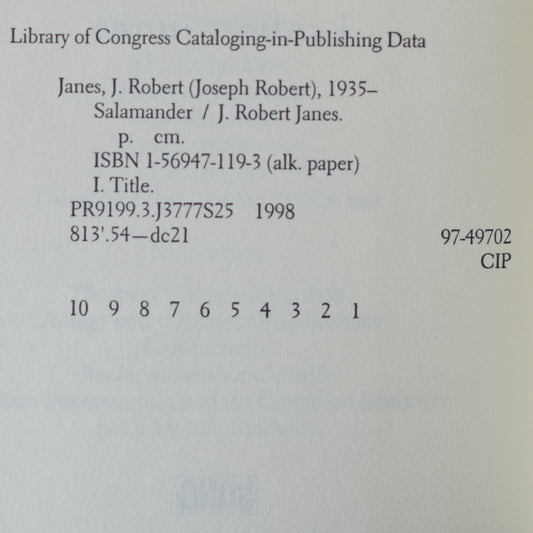 Library of Congress Cataloging-in-Publishing Data
Janes, J. Robert (Joseph Robert), 1935–
Salamander / J. Robert Janes.
p. cm.
ISBN 1-56947-119-3 (alk. paper)
I. Title.
PR9199.3.J3777S25 1998
813'.54—dc21 97-49702
CIP
10 9 8 7 6 5 4 3 2 1